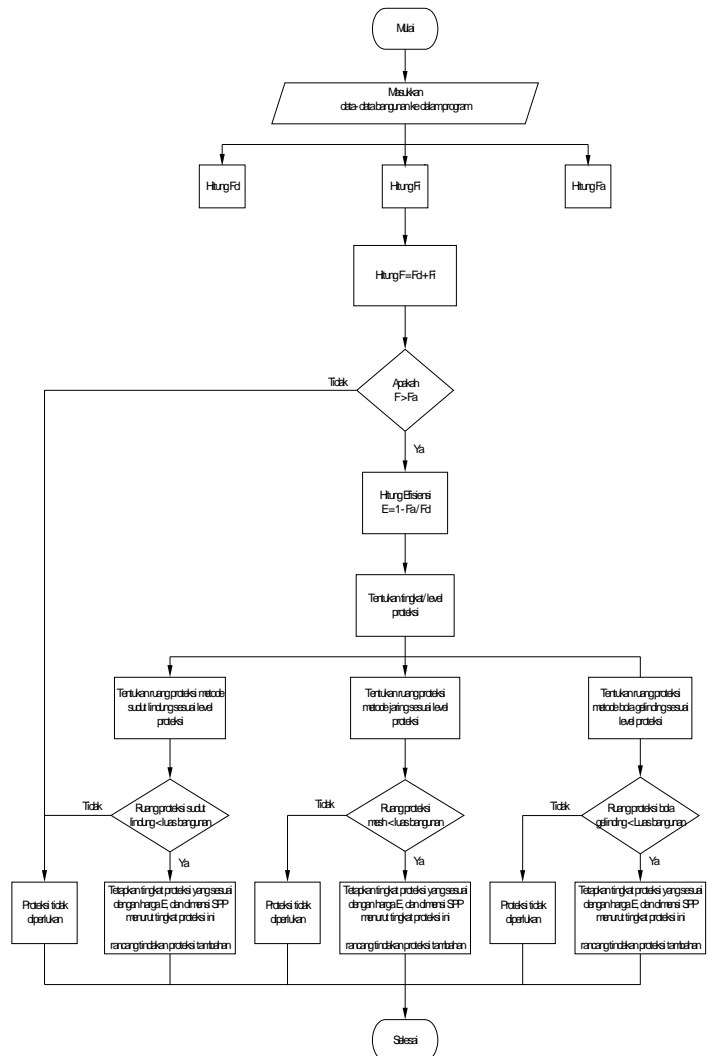 Mulai
Masukkan
data-data bangunan ke dalam program
Hitung Fd
Hitung Fi
Hitung Fa
Hitung F = Fd + Fi
Tidak
Apakah
F > Fa
Ya
Hitung Efisiensi
E = 1 - Fa / Fd
Tentukan tingkat/ level
proteksi
Tentukan ruang proteksi metode
sudut lindung sesuai level
proteksi
Tentukan ruang proteksi
metode jaring sesuai level
proteksi
Tentukan ruang proteksi
metode bola gelinding sesuai
level proteksi
Tidak
Ruang proteksi sudut
lindung < luas bangunan
Ya
Tidak
Ruang proteksi
mesh < luas bangunan
Ya
Tidak
Ruang proteksi bola
gelinding < Luas bangunan
Ya
Proteksi tidak
diperlukan
Tetapkan tingkat proteksi yang sesuai
dengan harga E, dan dimensi SPP
menurut tingkat proteksi ini
rancang tindakan proteksi tambahan
Proteksi tidak
diperlukan
Tetapkan tingkat proteksi yang sesuai
dengan harga E, dan dimensi SPP
menurut tingkat proteksi ini
rancang tindakan proteksi tambahan
Proteksi tidak
diperlukan
Tetapkan tingkat proteksi yang sesuai
dengan harga E, dan dimensi SPP
menurut tingkat proteksi ini
rancang tindakan proteksi tambahan
Selesai